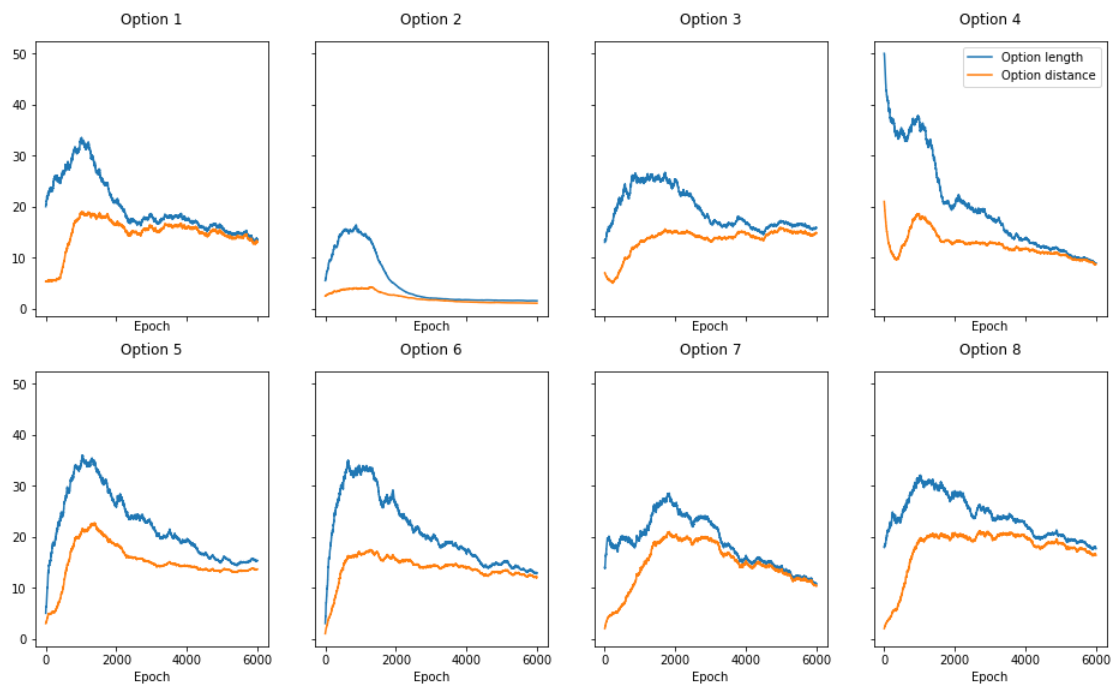 Option 1
Option 2
Option 3
Option 4
50
40
30
20
10
0
Option length
Option distance
Epoch
Epoch
Epoch
Epoch
Option 5
Option 6
Option 7
Option 8
50
40
30
20
10
0
0 2000 4000 6000
0 2000 4000 6000
0 2000 4000 6000
0 2000 4000 6000
Epoch
Epoch
Epoch
Epoch